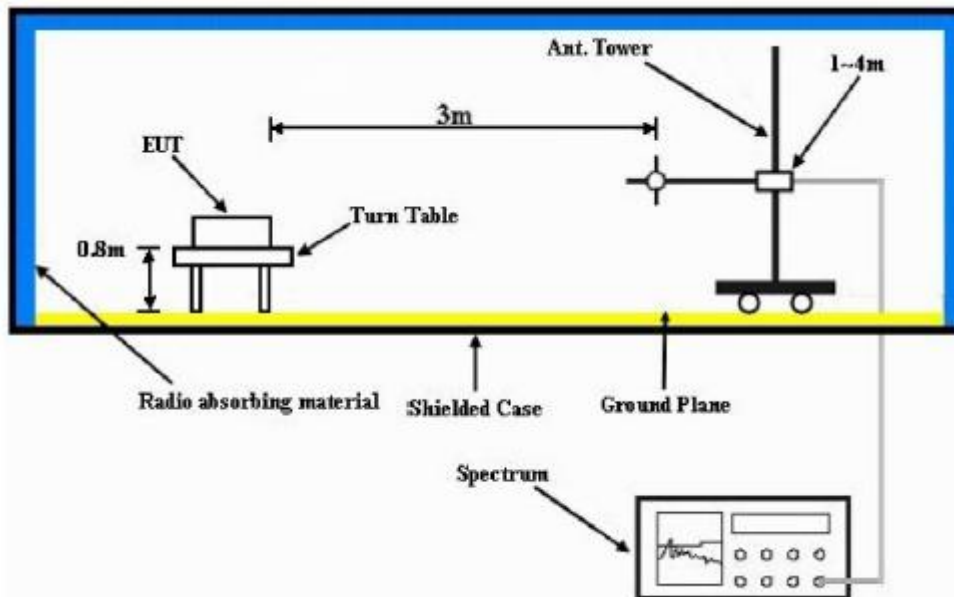 Ant. Tower
1~4m
3m
EUT
Turn Table
0.8m
Radio absorbing material
Shielded Case
Ground Plane
Spectrum